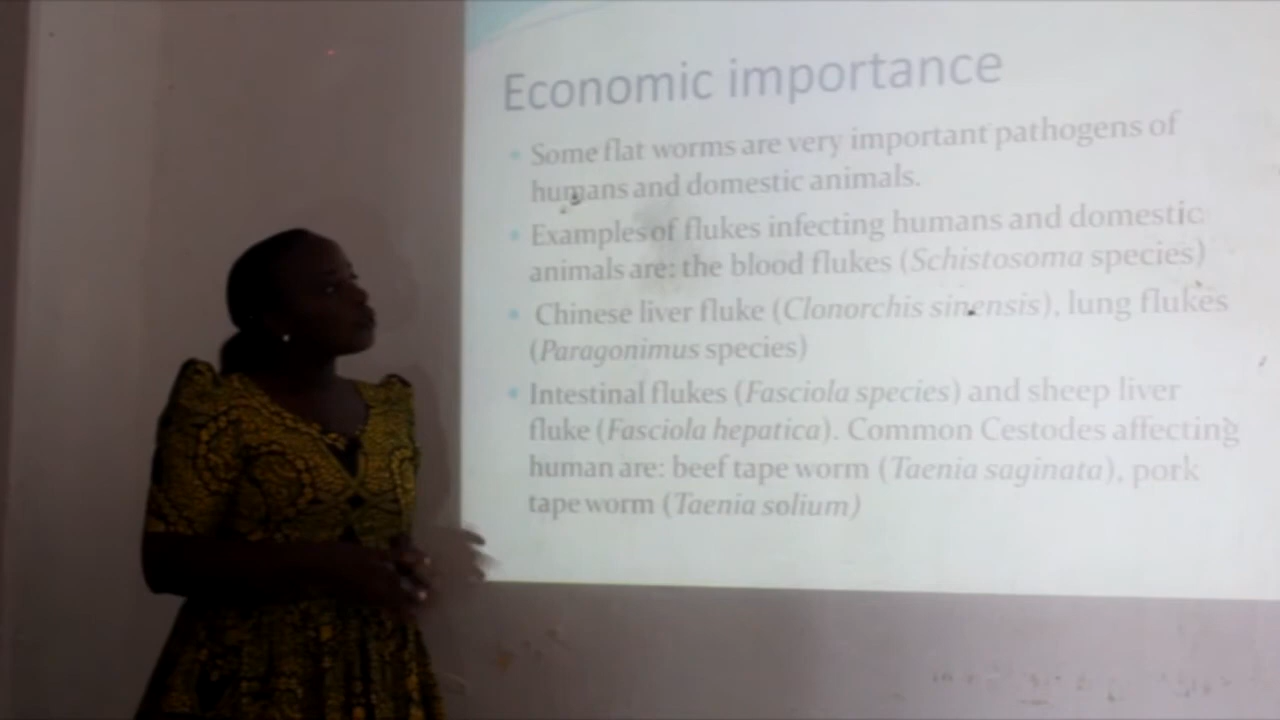 Economic importance
• Some flat worms are very important pathogens of
humans and domestic animals.
• Examples of flukes infecting humans and domestic
animals are: the blood flukes (Schistosoma species)
• Chinese liver fluke (Clonorchis sinensis), lung flukes
(Paragonimus species)
• Intestinal flukes (Fasciola species) and sheep liver
fluke (Fasciola hepatica). Common Cestodes affecting
human are: beef tape worm (Taenia saginata), pork
tape worm (Taenia solium)